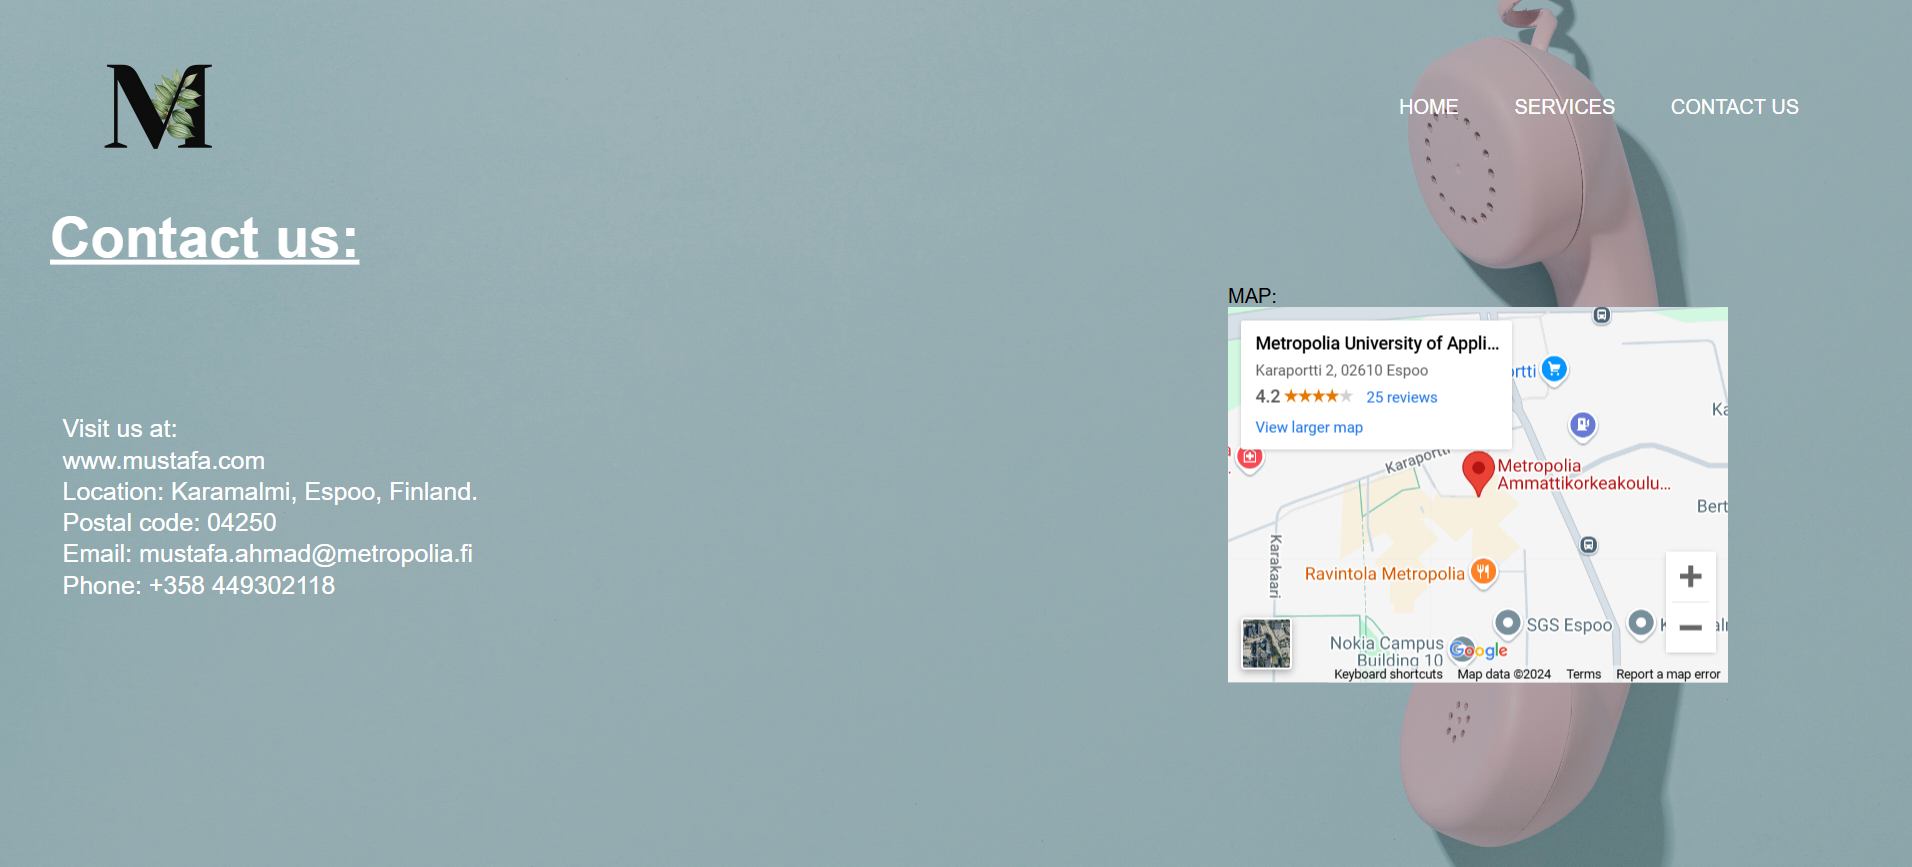 M
HOME SERVICES CONTACT US
Contact us:
Visit us at:
www.mustafa.com
Location: Karamalmi, Espoo, Finland.
Postal code: 04250
Email: mustafa.ahmad@metropolia.fi
Phone: +358 449302118
MAP:
Metropolia University of Appli...
Karaportti 2, 02610 Espoo
4.2 25 reviews
View larger map
Karaportti
Metropolia
Ammattikorkeakoulu...
Karakaari
Ravintola Metropolia
SGS Espoo
Nokia Campus
Building 10
Google
Keyboard shortcuts Map data ©2024 Terms Report a map error